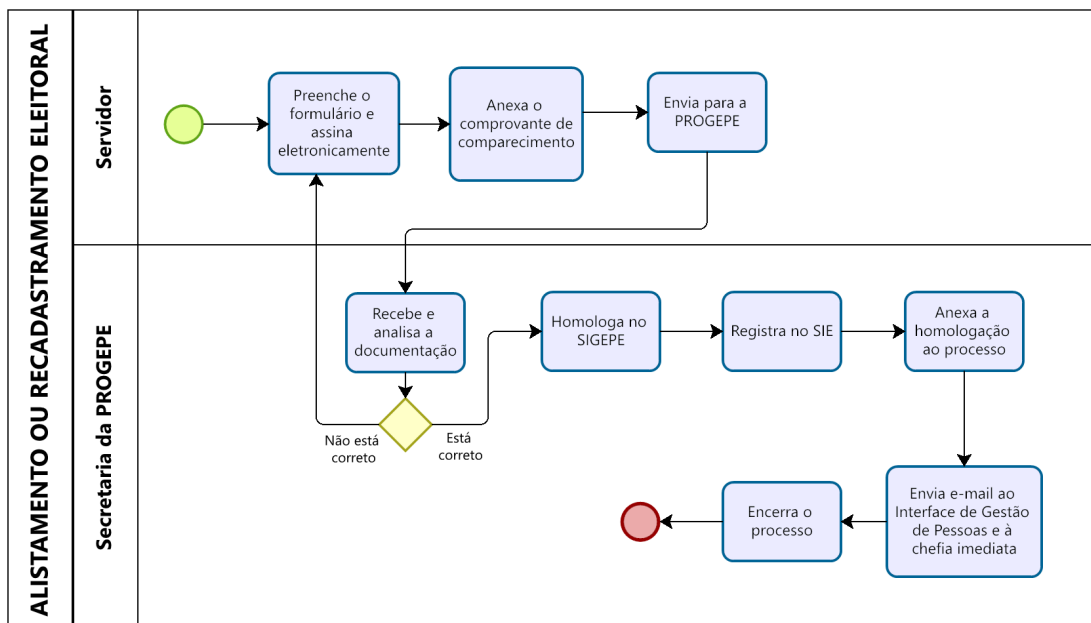 ALISTAMENTO OU RECADASTRAMENTO ELEITORAL
Servidor
Preenche o
formulário e
assina
eletronicamente
Anexa o
comprovante de
comparecimento
Envia para a
PROGEPE
Secretaria da PROGEPE
Recebe e
analisa a
documentação
Não está
correto
Está
correto
Homologa no
SIGEPE
Registra no SIE
Anexa a
homologação
ao processo
Envia e-mail ao
Interface de Gestão
de Pessoas e à
chefia imediata
Encerra o
processo